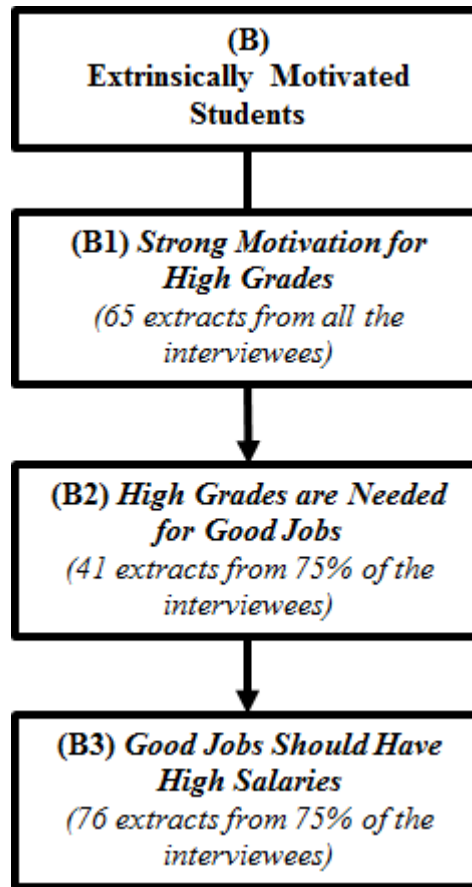 (B)
Extrinsically Motivated
Students
(B1) Strong Motivation for
High Grades
(65 extracts from all the
interviewees)
(B2) High Grades are Needed
for Good Jobs
(41 extracts from 75% of the
interviewees)
(B3) Good Jobs Should Have
High Salaries
(76 extracts from 75% of the
interviewees)